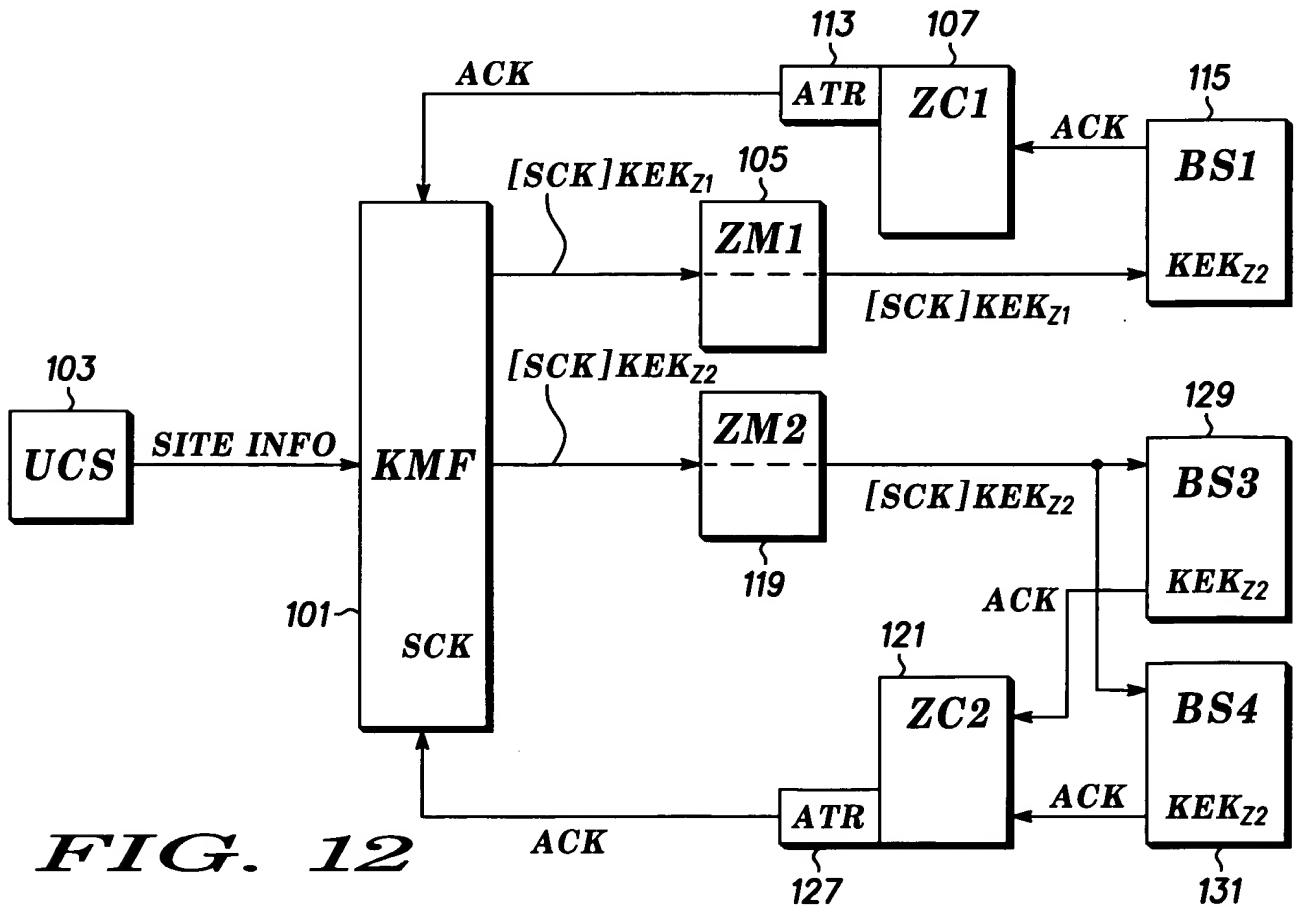 113
107
ACK
ATR
ZC1
115
ACK
BS1
[SCK]KEKZ1
105
ZM1
KEKZ2
[SCK]KEKZ1
103
[SCK]KEKZ2
129
UCS
SITE INFO
KMF
ZM2
BS3
[SCK]KEKZ2
119
KEKZ2
ACK
101
SCK
121
ZC2
BS4
ATR
ACK
KEKZ2
ACK
127
131
FIG. 12